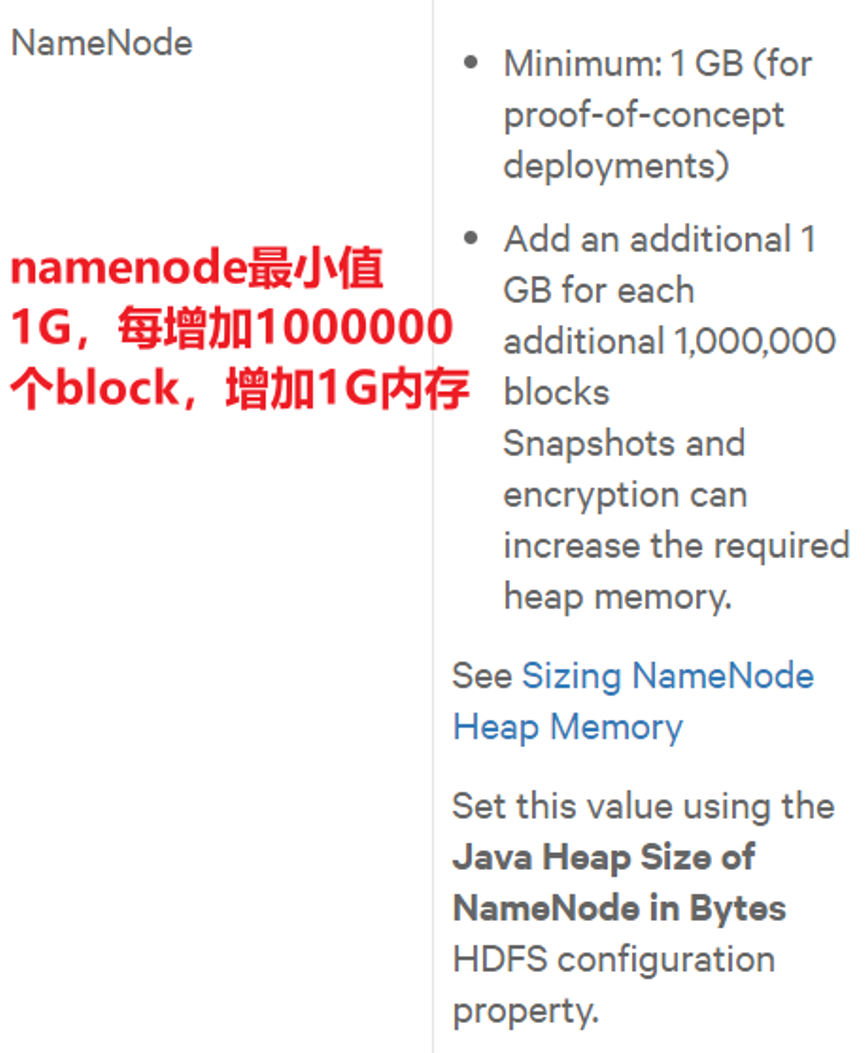 NameNode
namenode最小值
1G，每增加1000000
个block，增加1G内存
• Minimum: 1 GB (for
proof-of-concept
deployments)
• Add an additional 1
GB for each
additional 1,000,000
blocks
Snapshots and
encryption can
increase the required
heap memory.
See Sizing NameNode
Heap Memory
Set this value using the
Java Heap Size of
NameNode in Bytes
HDFS configuration
property.